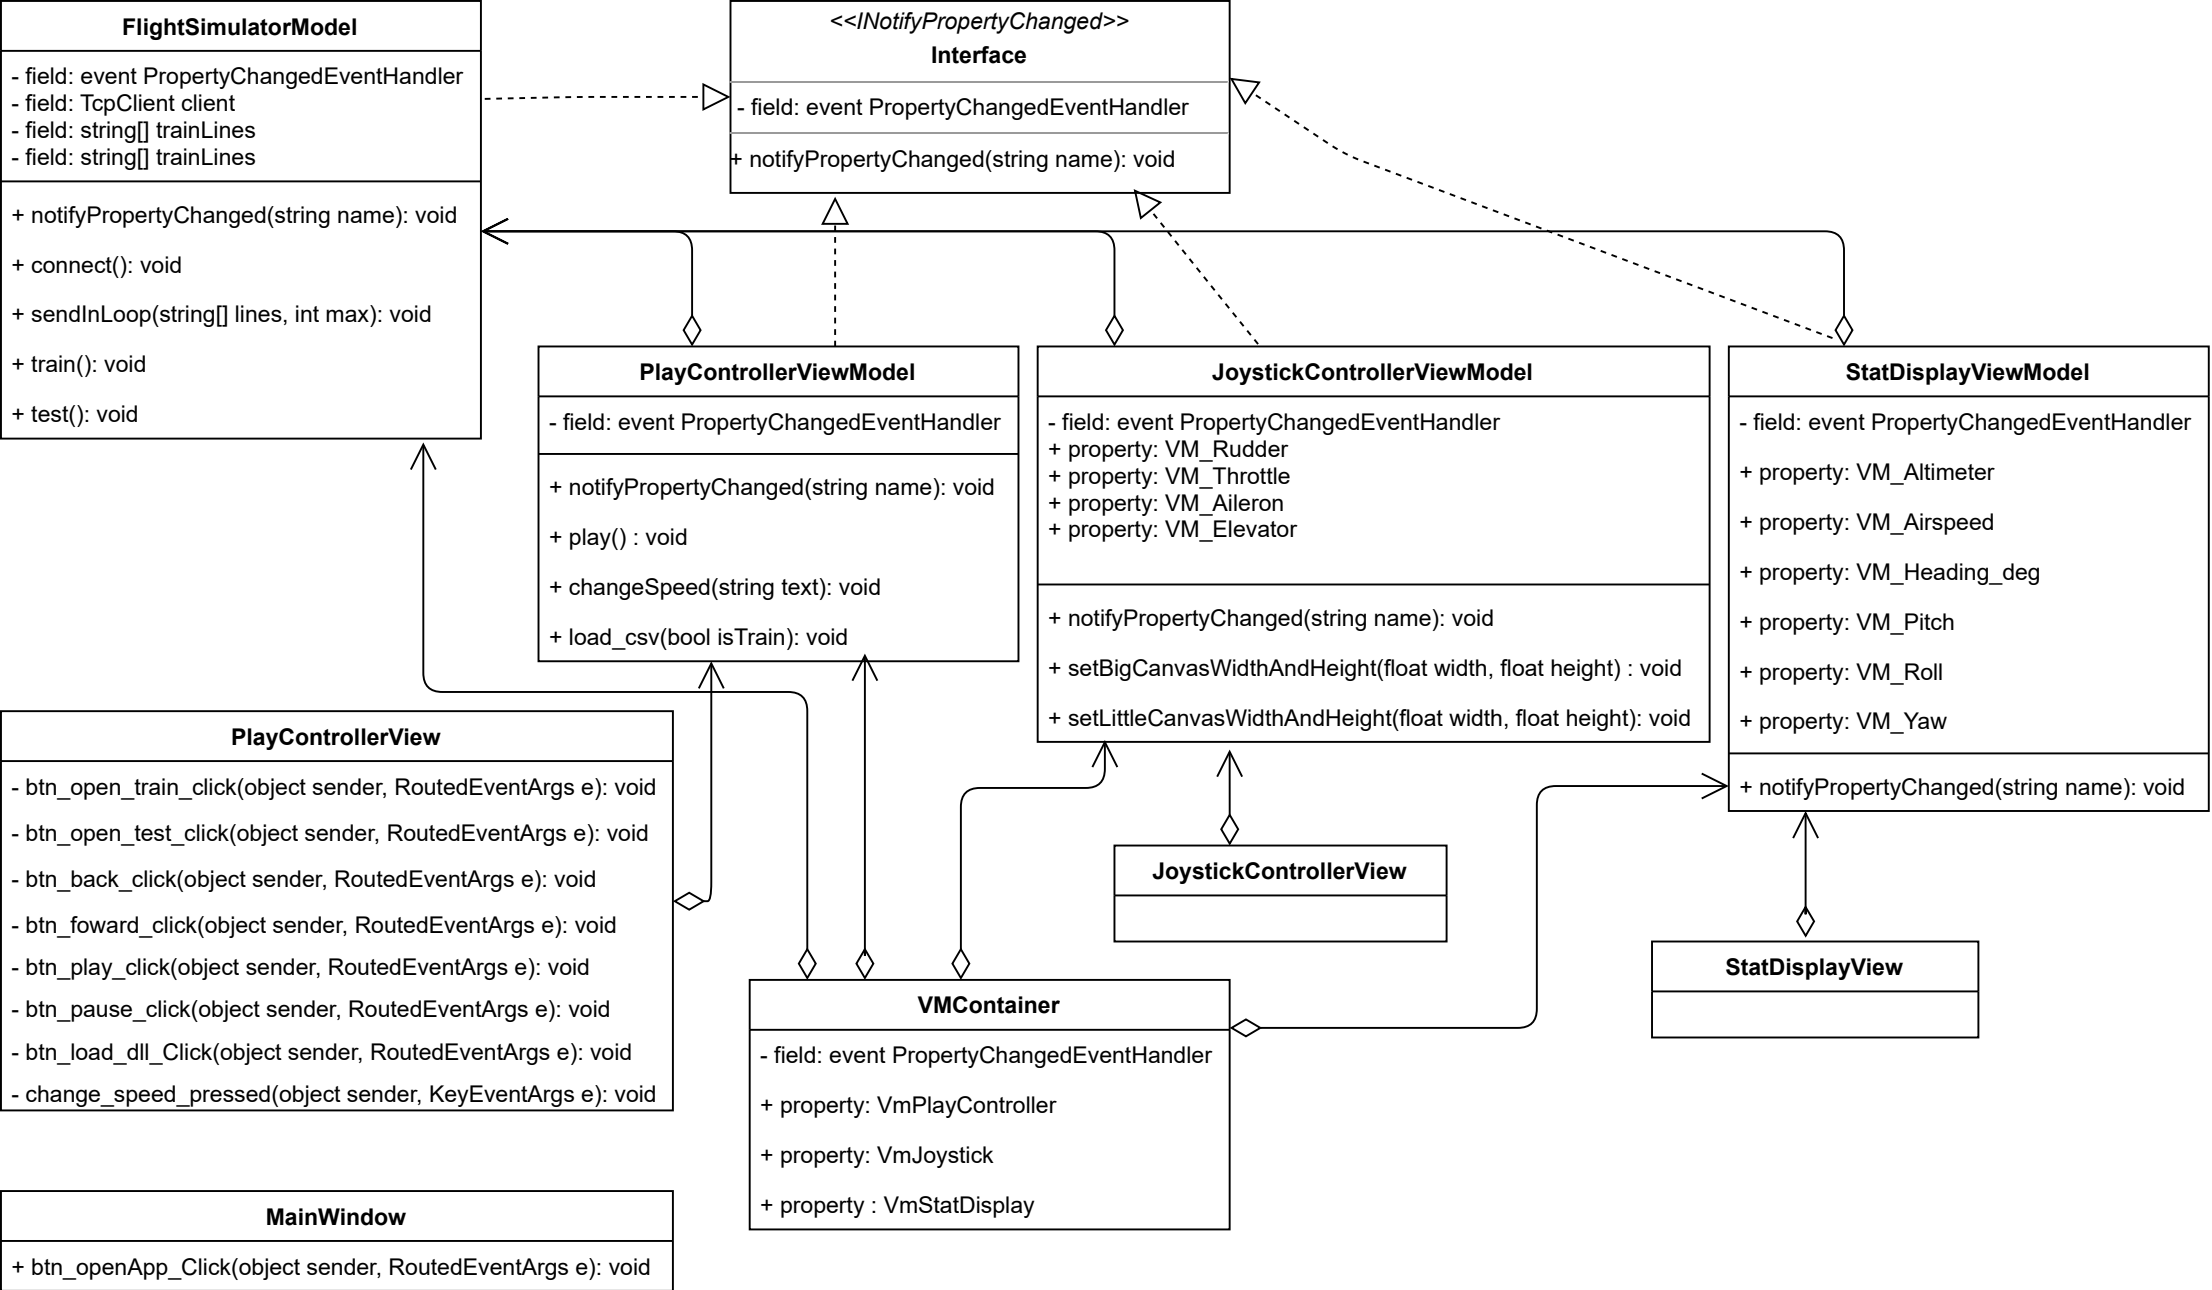 FlightSimulatorModel
- field: event PropertyChangedEventHandler
- field: TcpClient client
- field: string[] trainLines
- field: string[] trainLines
+ notifyPropertyChanged(string name): void
+ connect(): void
+ sendInLoop(string[] lines, int max): void
+ train(): void
+ test(): void
<<INotifyPropertyChanged>>
Interface
- field: event PropertyChangedEventHandler
+ notifyPropertyChanged(string name): void
PlayControllerViewModel
- field: event PropertyChangedEventHandler
+ notifyPropertyChanged(string name): void
+ play() : void
+ changeSpeed(string text): void
+ load_csv(bool isTrain): void
JoystickControllerViewModel
- field: event PropertyChangedEventHandler
+ property: VM_Rudder
+ property: VM_Throttle
+ property: VM_Aileron
+ property: VM_Elevator
+ notifyPropertyChanged(string name): void
+ setBigCanvasWidthAndHeight(float width, float height) : void
+ setLittleCanvasWidthAndHeight(float width, float height): void
StatDisplayViewModel
- field: event PropertyChangedEventHandler
+ property: VM_Altimeter
+ property: VM_Airspeed
+ property: VM_Heading_deg
+ property: VM_Pitch
+ property: VM_Roll
+ property: VM_Yaw
+ notifyPropertyChanged(string name): void
PlayControllerView
- btn_open_train_click(object sender, RoutedEventArgs e): void
- btn_open_test_click(object sender, RoutedEventArgs e): void
- btn_back_click(object sender, RoutedEventArgs e): void
- btn_foward_click(object sender, RoutedEventArgs e): void
- btn_play_click(object sender, RoutedEventArgs e): void
- btn_pause_click(object sender, RoutedEventArgs e): void
- btn_load_dll_Click(object sender, RoutedEventArgs e): void
- change_speed_pressed(object sender, KeyEventArgs e): void
JoystickControllerView
StatDisplayView
VMContainer
- field: event PropertyChangedEventHandler
+ property: VmPlayController
+ property: VmJoystick
+ property : VmStatDisplay
MainWindow
+ btn_openApp_Click(object sender, RoutedEventArgs e): void